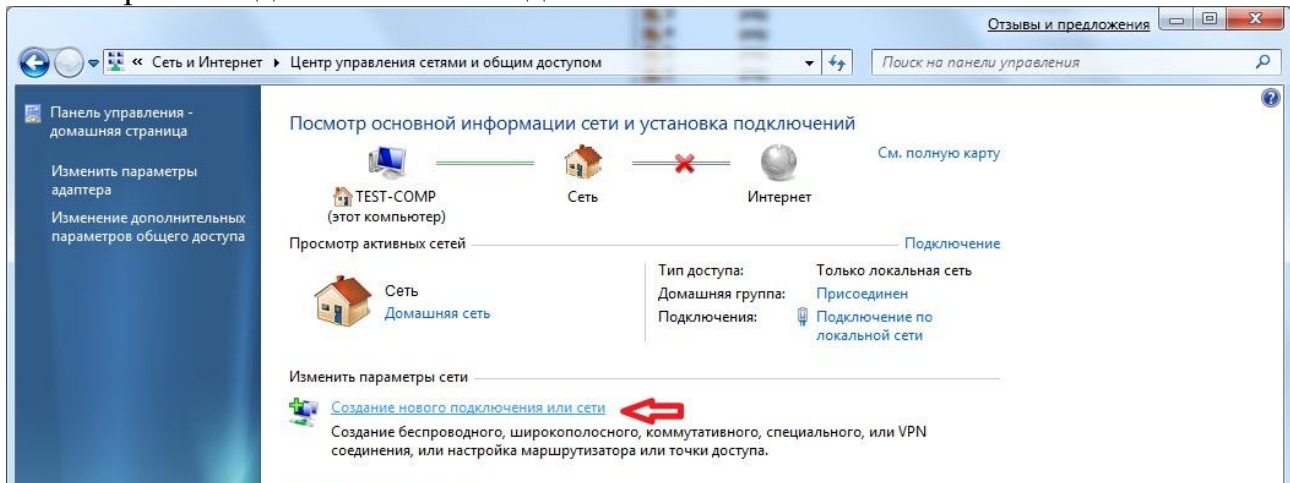 Отзывы и предложения
« Сеть и Интернет ▸ Центр управления сетями и общим доступом
Поиск на панели управления
Панель управления -
домашняя страница
Изменить параметры
адаптера
Изменение дополнительных
параметров общего доступа
Посмотр основной информации сети и установка подключений
См. полную карту
TEST-COMP
(этот компьютер)
Сеть
Интернет
Просмотр активных сетей
Подключение
Сеть
Домашняя сеть
Тип доступа: Только локальная сеть
Домашняя группа: Присоединен
Подключения: Подключение по
локальной сети
Изменить параметры сети
Создание нового подключения или сети
Создание беспроводного, широкополосного, коммутативного, специального, или VPN
соединения, или настройка маршрутизатора или точки доступа.